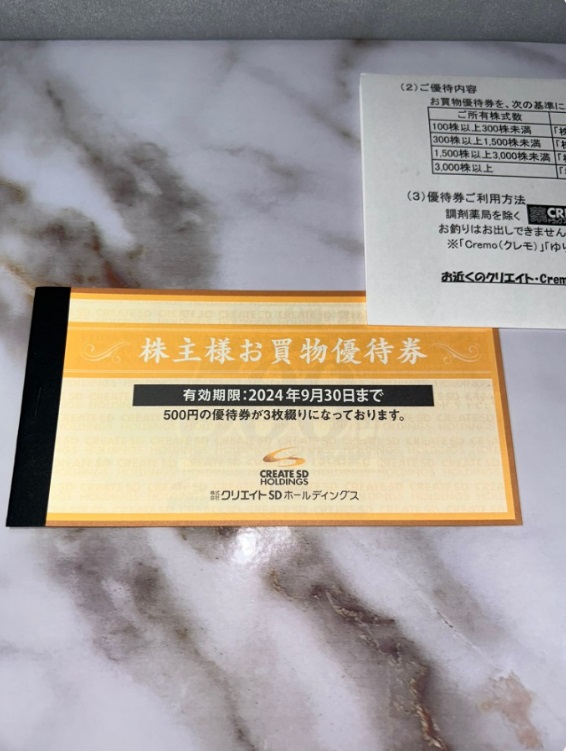 (2)ご優待内容
お買物優待券を、次の基準に
ご所有株式数
100株以上300株未満
300株以上1,500株未満
1,500株以上3,000株未満
3,000株以上
(3)優待券ご利用方法
調剤薬局を除く
お釣りはお出しできません
※「Cremo(クレモ)」「ゆり
お近くのクリエイト・Crem
株主様お買物優待券
有効期限:2024年9月30日まで
500円の優待券が3枚綴りになっております。
CREATE SD
HOLDINGS
株式会社クリエイトSDホールディングス